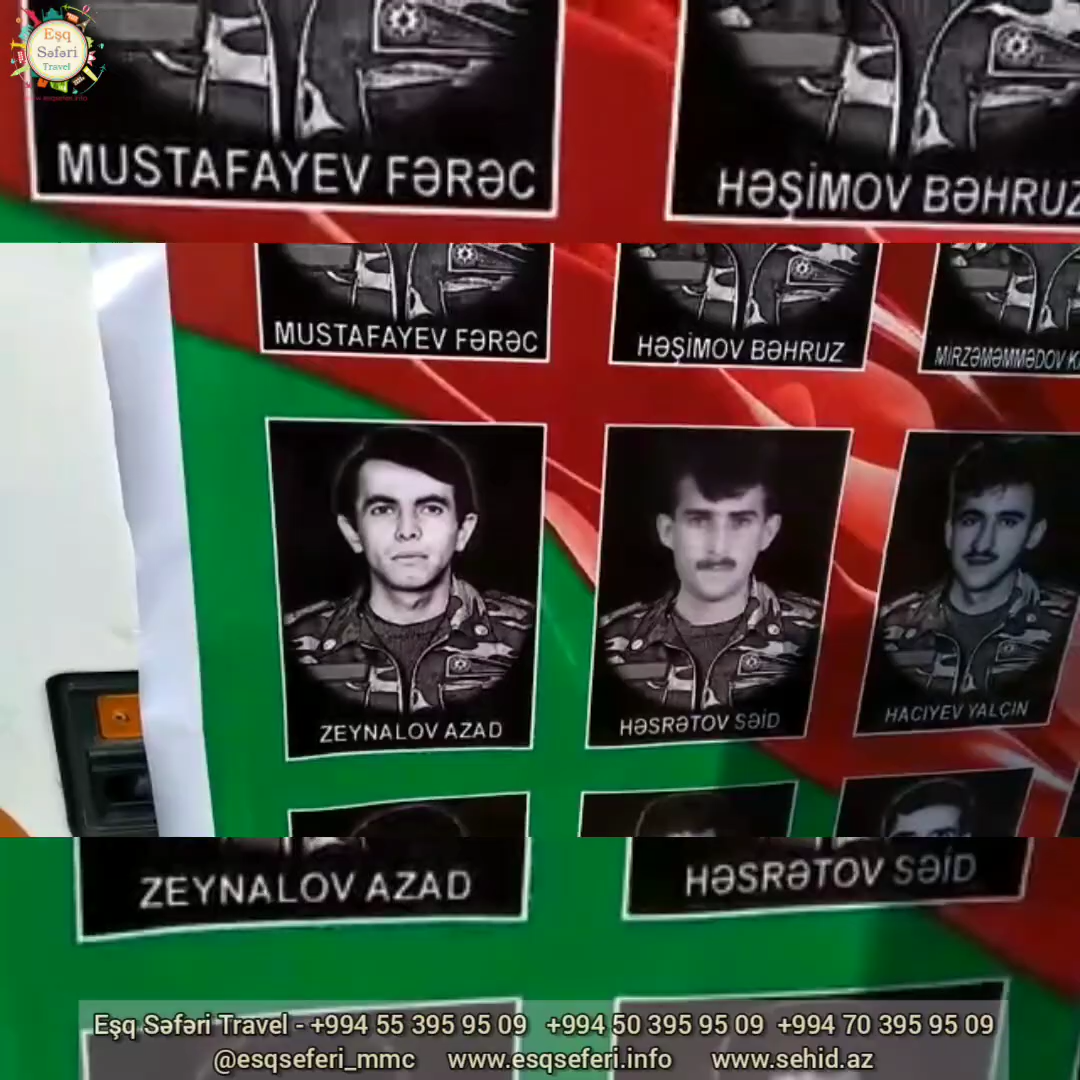 Eşq
Səfəri
Travel
MUSTAFAYEV FƏRƏC
HƏŞİMOV BƏHRUZ
MUSTAFAYEV FƏRƏC
HƏŞİMOV BƏHRUZ
MİRZƏMƏMMƏDOV
ZEYNALOV AZAD
HƏSRƏTOV SƏİD
HACIYEV YALÇIN
ZEYNALOV AZAD
HƏSRƏTOV SƏİD
Eşq Səfəri Travel - +994 55 395 95 09 +994 50 395 95 09 +994 70 395 95 09
@esqseferi_mmc www.esqseferi.info www.sehid.az